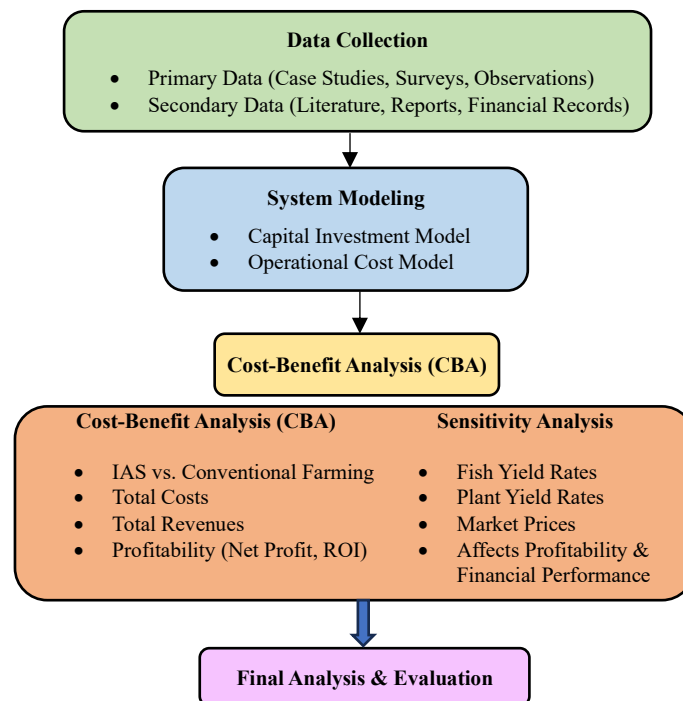 Data Collection
• Primary Data (Case Studies, Surveys, Observations)
• Secondary Data (Literature, Reports, Financial Records)
System Modeling
• Capital Investment Model
• Operational Cost Model
Cost-Benefit Analysis (CBA)
Cost-Benefit Analysis (CBA)
• IAS vs. Conventional Farming
• Total Costs
• Total Revenues
• Profitability (Net Profit, ROI)
Sensitivity Analysis
• Fish Yield Rates
• Plant Yield Rates
• Market Prices
• Affects Profitability &
Financial Performance
Final Analysis & Evaluation